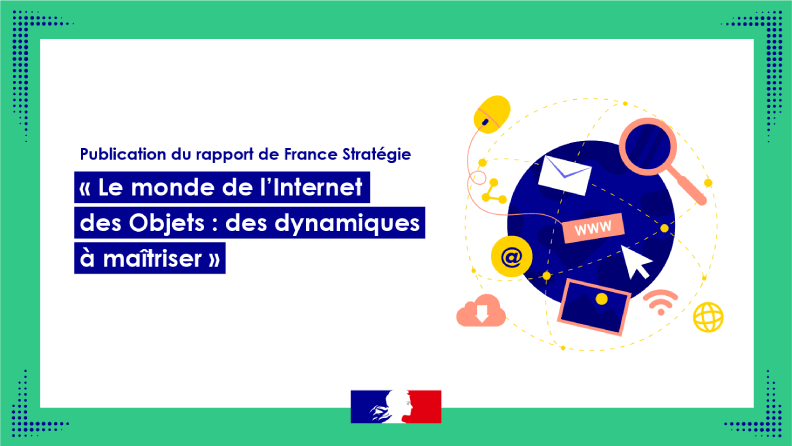 Publication du rapport de France Stratégie
« Le monde de l’Internet
des Objets : des dynamiques
à maîtriser »
www
@